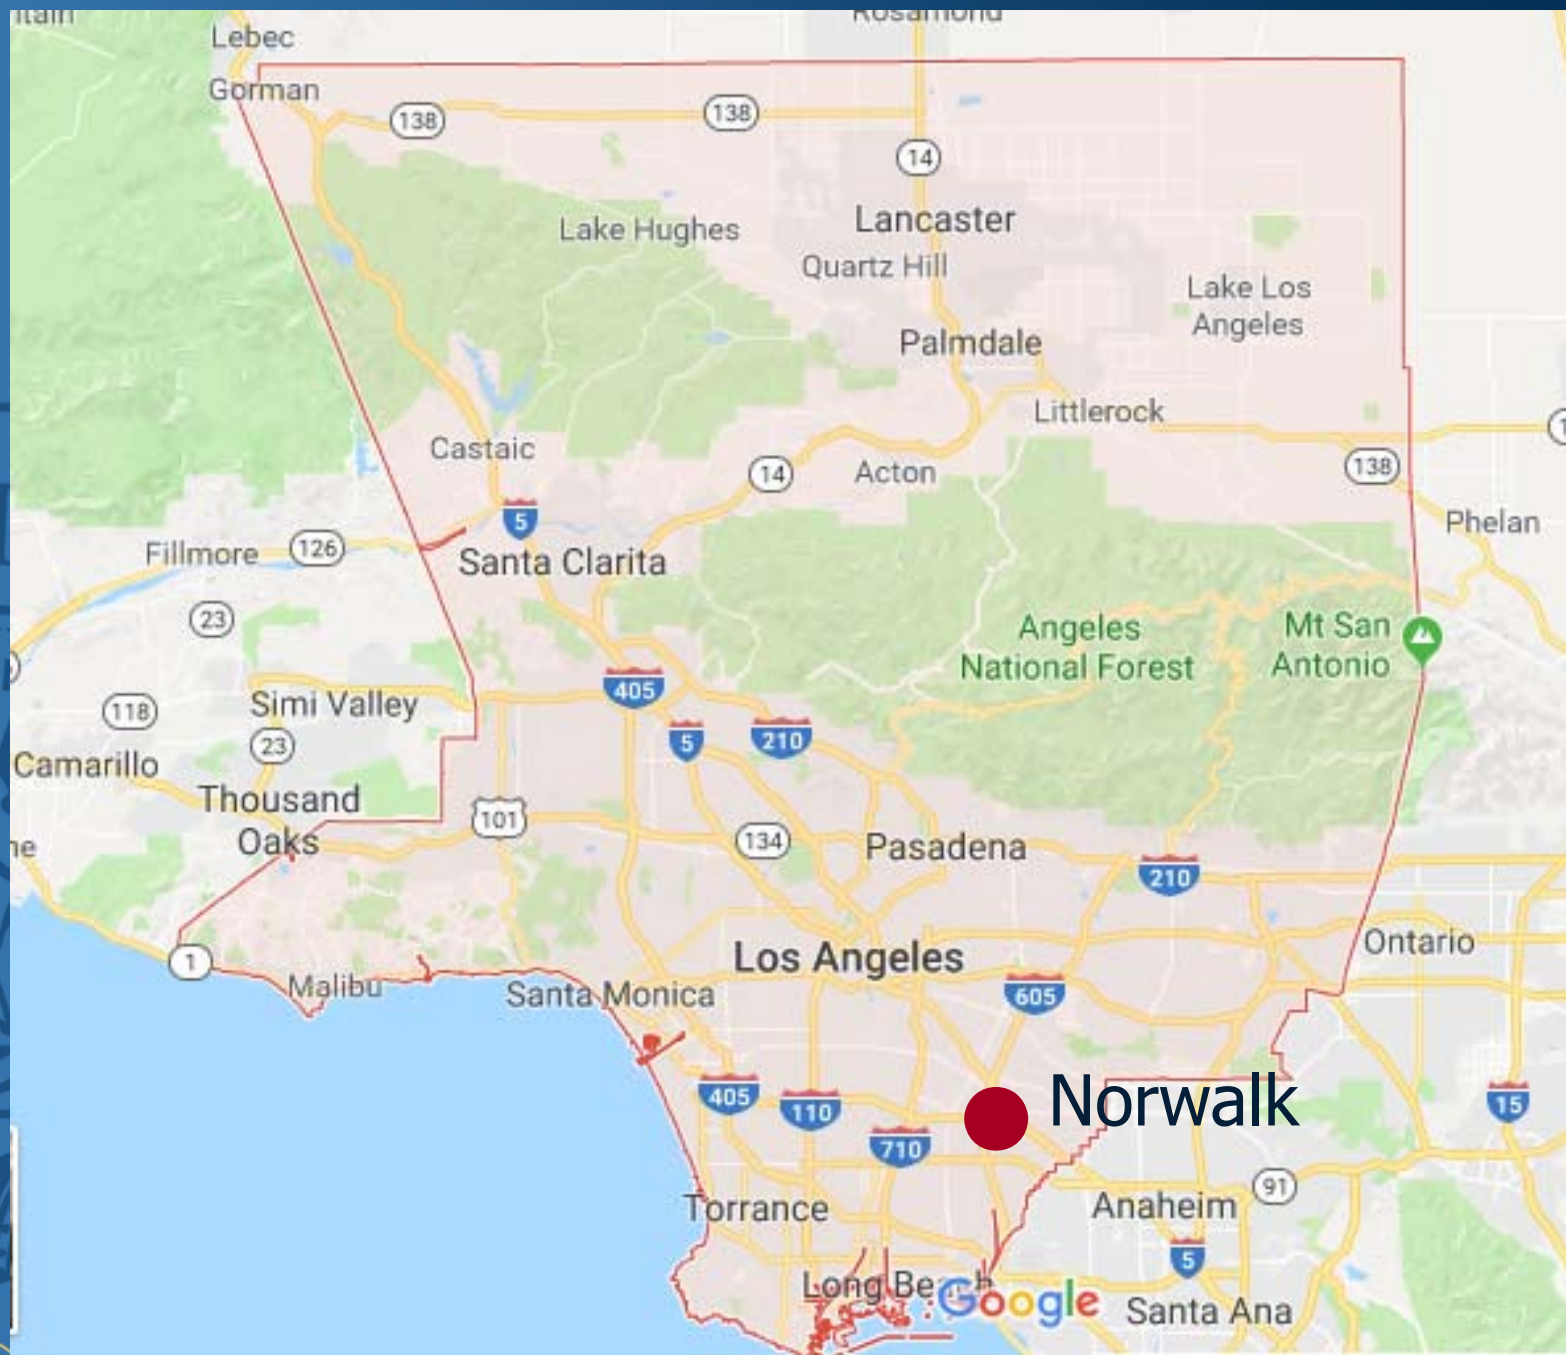 Rosamond
Lebec
Gorman
138
138
14
Lake Hughes
Lancaster
Quartz Hill
Lake Los
Angeles
Palmdale
Littlerock
Castaic
14
Acton
138
5
Phelan
Fillmore
126
Santa Clarita
23
Angeles
National Forest
Mt San
Antonio
405
118
Simi Valley
5
210
23
Camarillo
Thousand
Oaks
101
134
Pasadena
210
Los Angeles
Ontario
1
Malibu
Santa Monica
605
405
110
Norwalk
15
710
91
Torrance
Anaheim
5
Long Beach
Google
Santa Ana